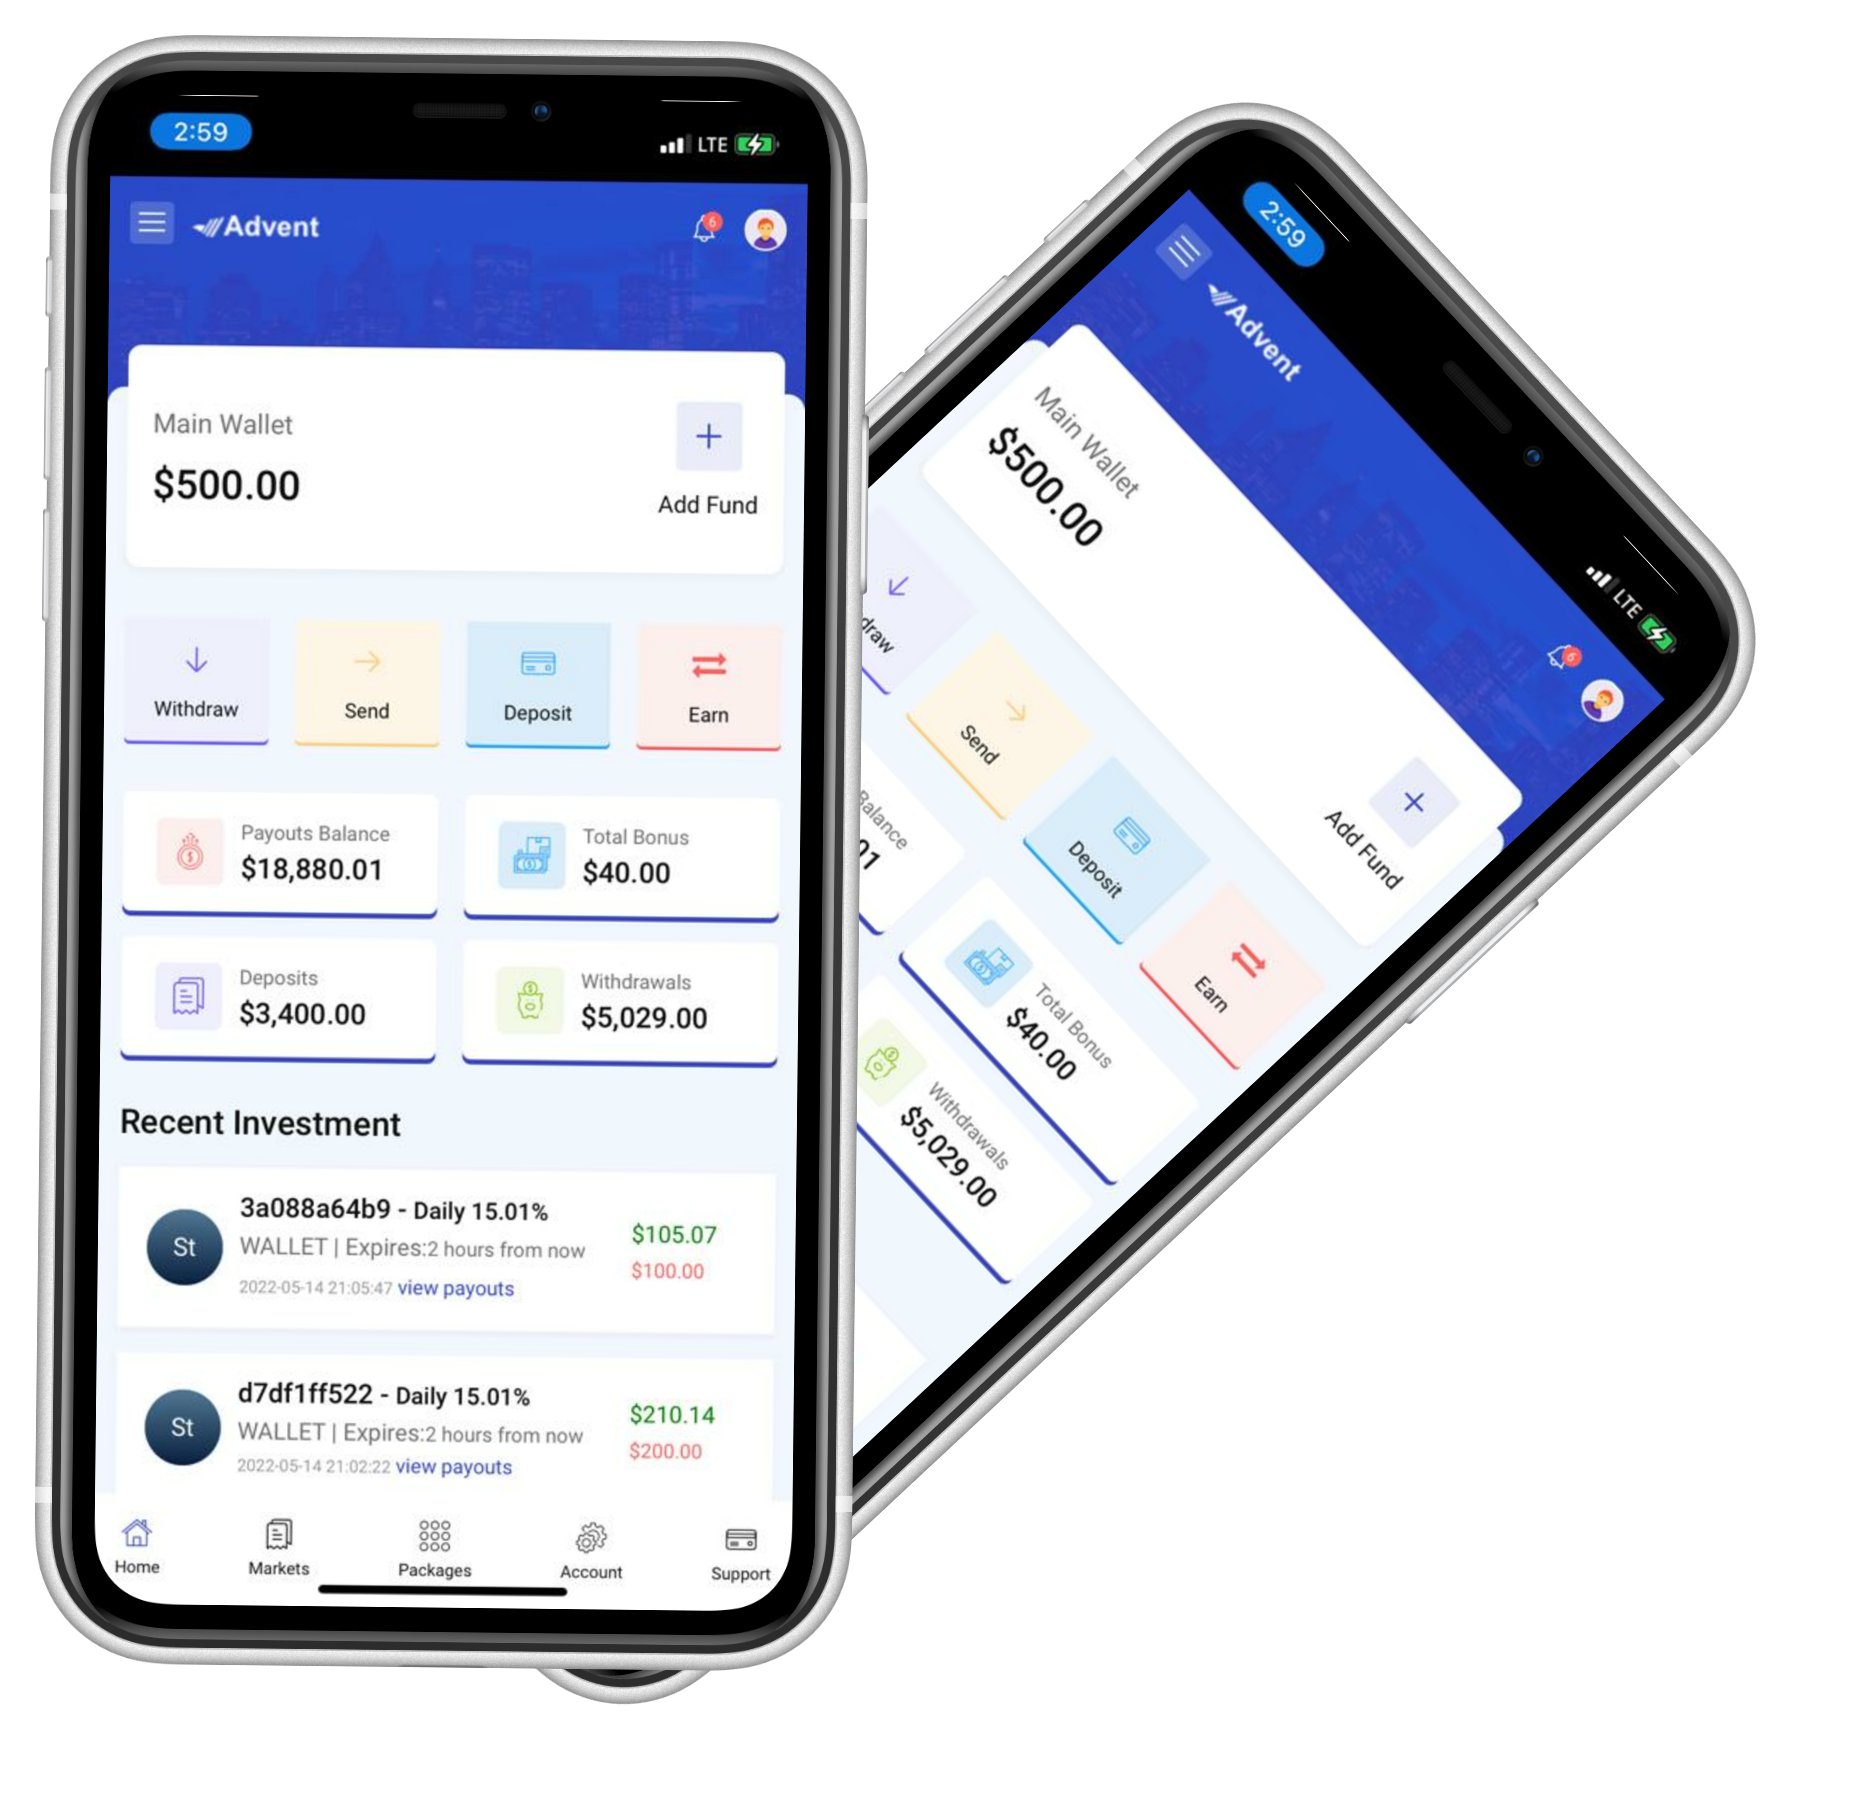 2:59
LTE
Advent
6
Main Wallet
$500.00
Add Fund
Withdraw
Send
Deposit
Earn
Payouts Balance
$18,880.01
Total Bonus
$40.00
Deposits
$3,400.00
Withdrawals
$5,029.00
Recent Investment
St
3a088a64b9 - Daily 15.01%
WALLET | Expires:2 hours from now
2022-05-14 21:05:47 view payouts
$105.07
$100.00
St
d7df1ff522 - Daily 15.01%
WALLET | Expires:2 hours from now
2022-05-14 21:02:22 view payouts
$210.14
$200.00
Home
Markets
Packages
Account
Support
2:59
LTE
Advent
6
Main Wallet
$500.00
Add Fund
draw
Send
Deposit
Earn
Balance
01
Total Bonus
$40.00
Withdrawals
$5,029.00